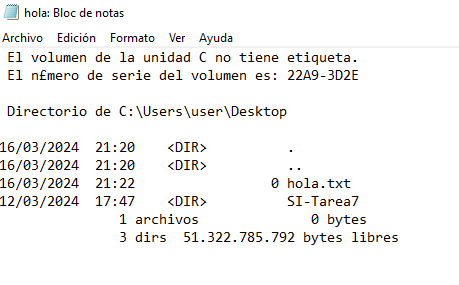 hola: Bloc de notas
Archivo Edición Formato Ver Ayuda
El volumen de la unidad C no tiene etiqueta.
El n£mero de serie del volumen es: 22A9-3D2E
Directorio de C:\Users\user\Desktop
16/03/2024 21:20 <DIR> .
16/03/2024 21:20 <DIR> ..
16/03/2024 21:22 0 hola.txt
12/03/2024 17:47 <DIR> SI-Tarea7
1 archivos 0 bytes
3 dirs 51.322.785.792 bytes libres